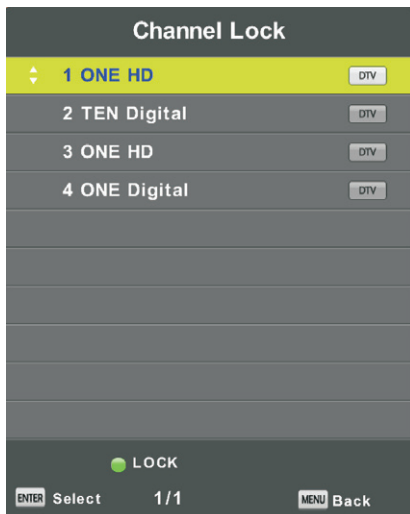 Channel Lock
1 ONE HD DTV
2 TEN Digital DTV
3 ONE HD DTV
4 ONE Digital DTV
LOCK
ENTER Select 1/1 MENU Back